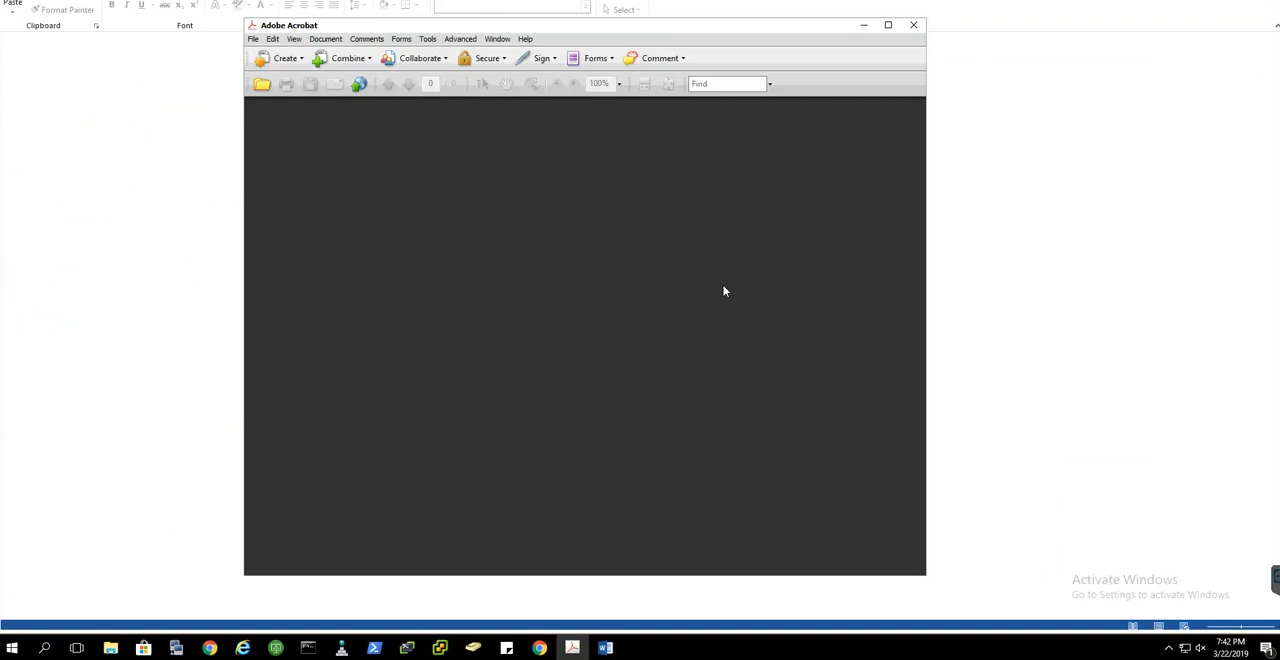 Paste
Format Painter
B I U abc x x A
Select
Clipboard
Font
Adobe Acrobat
File Edit View Document Comments Forms Tools Advanced Window Help
Create Combine Collaborate Secure Sign Forms Comment
0 / 0 100% Find
Activate Windows
Go to Settings to activate Windows.
7:42 PM
3/22/2019